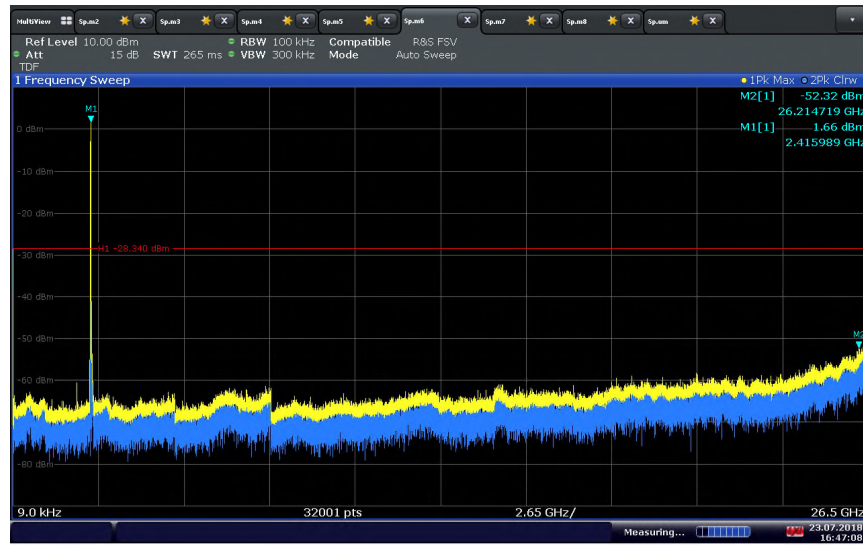 MultiView Sp.m2 X Sp.m3 X Sp.m4 X Sp.m5 X Sp.m6 X Sp.m7 X Sp.m8 X Sp.um X
Ref Level 10.00 dBm RBW 100 kHz Compatible R&S FSV
Att 15 dB SWT 265 ms VBW 300 kHz Mode Auto Sweep
TDF
1 Frequency Sweep 1Pk Max 2Pk Clrw
M2[1] -52.32 dBm
26.214719 GHz
M1 M1[1] 1.66 dBm
2.415989 GHz
0 dBm
-10 dBm
-20 dBm
H1 -28.340 dBm
-30 dBm
-40 dBm
-50 dBm
M2
-60 dBm
-80 dBm
9.0 kHz 32001 pts 2.65 GHz/ 26.5 GHz
Measuring... 23.07.2018
16:47:08